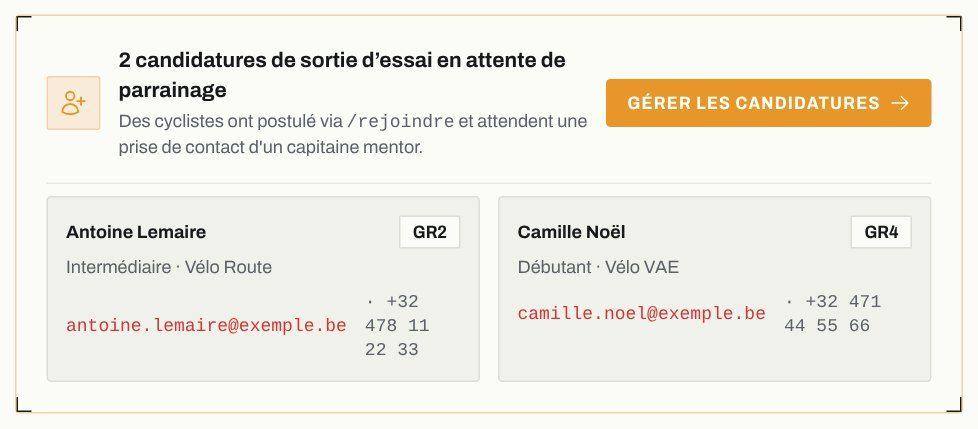 2 candidatures de sortie d’essai en attente de
parrainage
Des cyclistes ont postulé via /rejoindre et attendent une
prise de contact d'un capitaine mentor.
GÉRER LES CANDIDATURES →
Antoine Lemaire
GR2
Intermédiaire · Vélo Route
antoine.lemaire@exemple.be
· +32
478 11
22 33
Camille Noël
GR4
Débutant · Vélo VAE
camille.noel@exemple.be
· +32 471
44 55 66